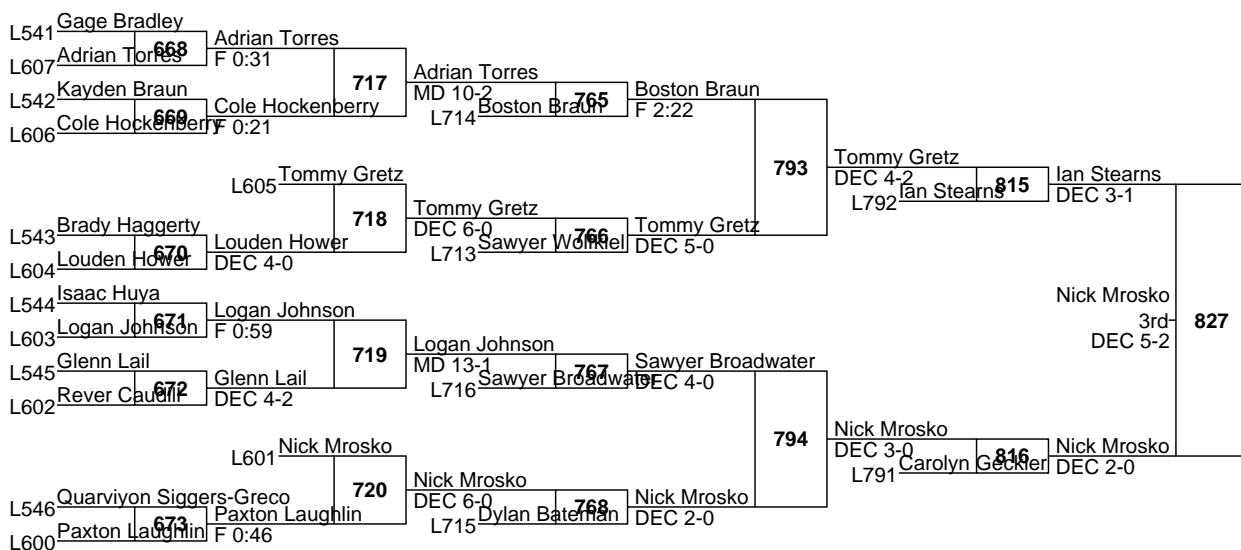 Gage Bradley
L541
668
Adrian Torres
Adrian Torres
L607
F 0:31
717
Adrian Torres
MD 10-2
Kayden Braun
L542
669
Cole Hockenberry
Cole Hockenberry
L606
F 0:21
765
Boston Braun
L714
Boston Braun
F 2:22
793
Tommy Gretz
DEC 4-2
L605
Tommy Gretz
718
Tommy Gretz
DEC 6-0
Brady Haggerty
L543
670
Louden Hower
Louden Hower
L604
DEC 4-0
766
L713
Tommy Gretz
DEC 5-0
815
Ian Stearns
L792
Ian Stearns
DEC 3-1
Isaac Huya
L544
671
Logan Johnson
Logan Johnson
L603
F 0:59
719
Logan Johnson
MD 13-1
Glenn Lail
L545
672
Glenn Lail
Rever Caudill
L602
DEC 4-2
767
Sawyer Broadwater
L716
Sawyer Broadwater
DEC 4-0
794
Nick Mrosko
DEC 3-0
L601
Nick Mrosko
720
Nick Mrosko
DEC 6-0
Quarviyon Siggers-Greco
L546
673
Paxton Laughlin
Paxton Laughlin
L600
F 0:46
768
Dylan Bateman
L715
Nick Mrosko
DEC 2-0
816
Carolyn Geckler
L791
Nick Mrosko
DEC 2-0
Nick Mrosko
3rd
DEC 5-2
827
Sawyer